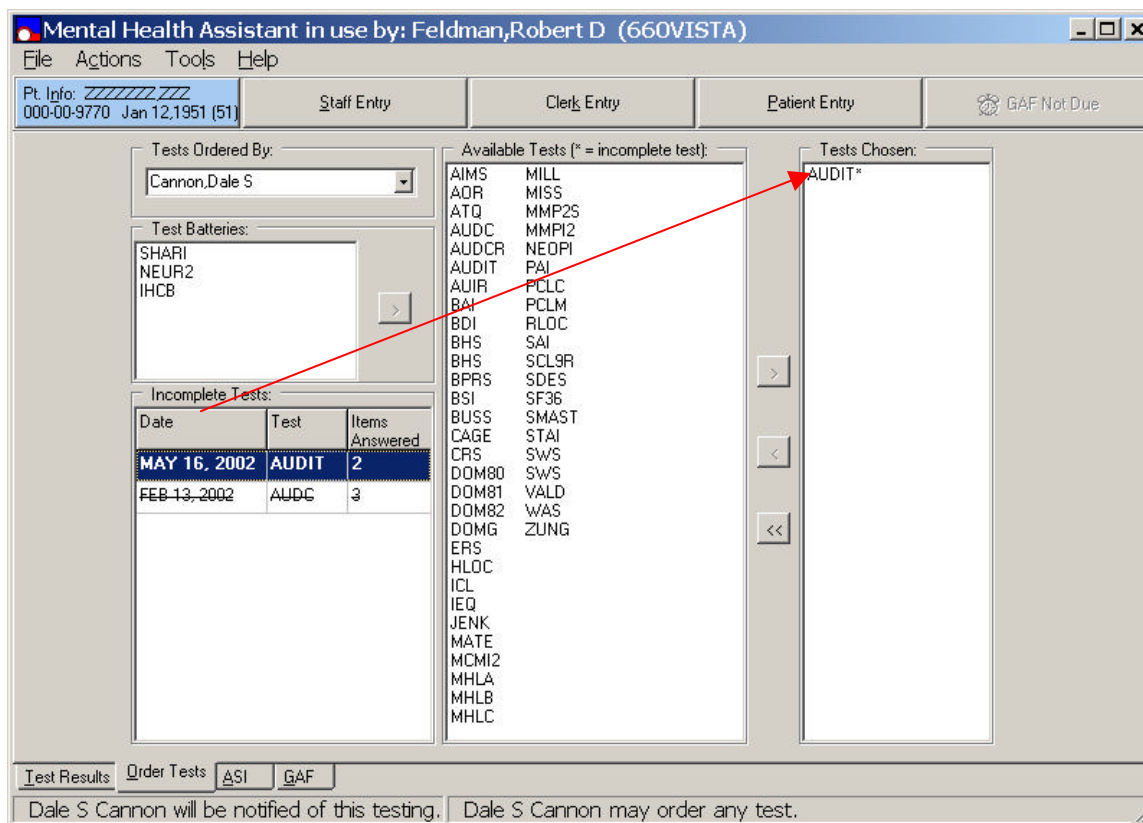 Mental Health Assistant in use by: Feldman,Robert D (660VISTA)
File Actions Tools Help
Pt. Info: ZZZZZZZ,ZZZ
000-00-9770 Jan 12,1951 (51)
Staff Entry
Clerk Entry
Patient Entry
GAF Not Due
Tests Ordered By:
Cannon,Dale S
Test Batteries:
SHARI
NEUR2
IHCB
>
Incomplete Tests:
Date Test Items Answered
MAY 16, 2002 AUDIT 2
FEB 13, 2002 AUDC 3
Available Tests (* = incomplete test):
AIMS MILL
AOR MISS
ATQ MMP2S
AUDC MMPI2
AUDCR NEOPI
AUDIT PAI
AUIR PCLC
BAI PCLM
BDI RLOC
BHS SAI
BHS SCL9R
BPRS SDES
BSI SF36
BUSS SMAST
CAGE STAI
CRS SWS
DOM80 SWS
DOM81 VALD
DOM82 WAS
DOMG ZUNG
ERS
HLOC
ICL
IEQ
JENK
MATE
MCMI2
MHLA
MHLB
MHLC
>
<
<<
Tests Chosen:
AUDIT*
Test Results Order Tests ASI GAF
Dale S Cannon will be notified of this testing. Dale S Cannon may order any test.